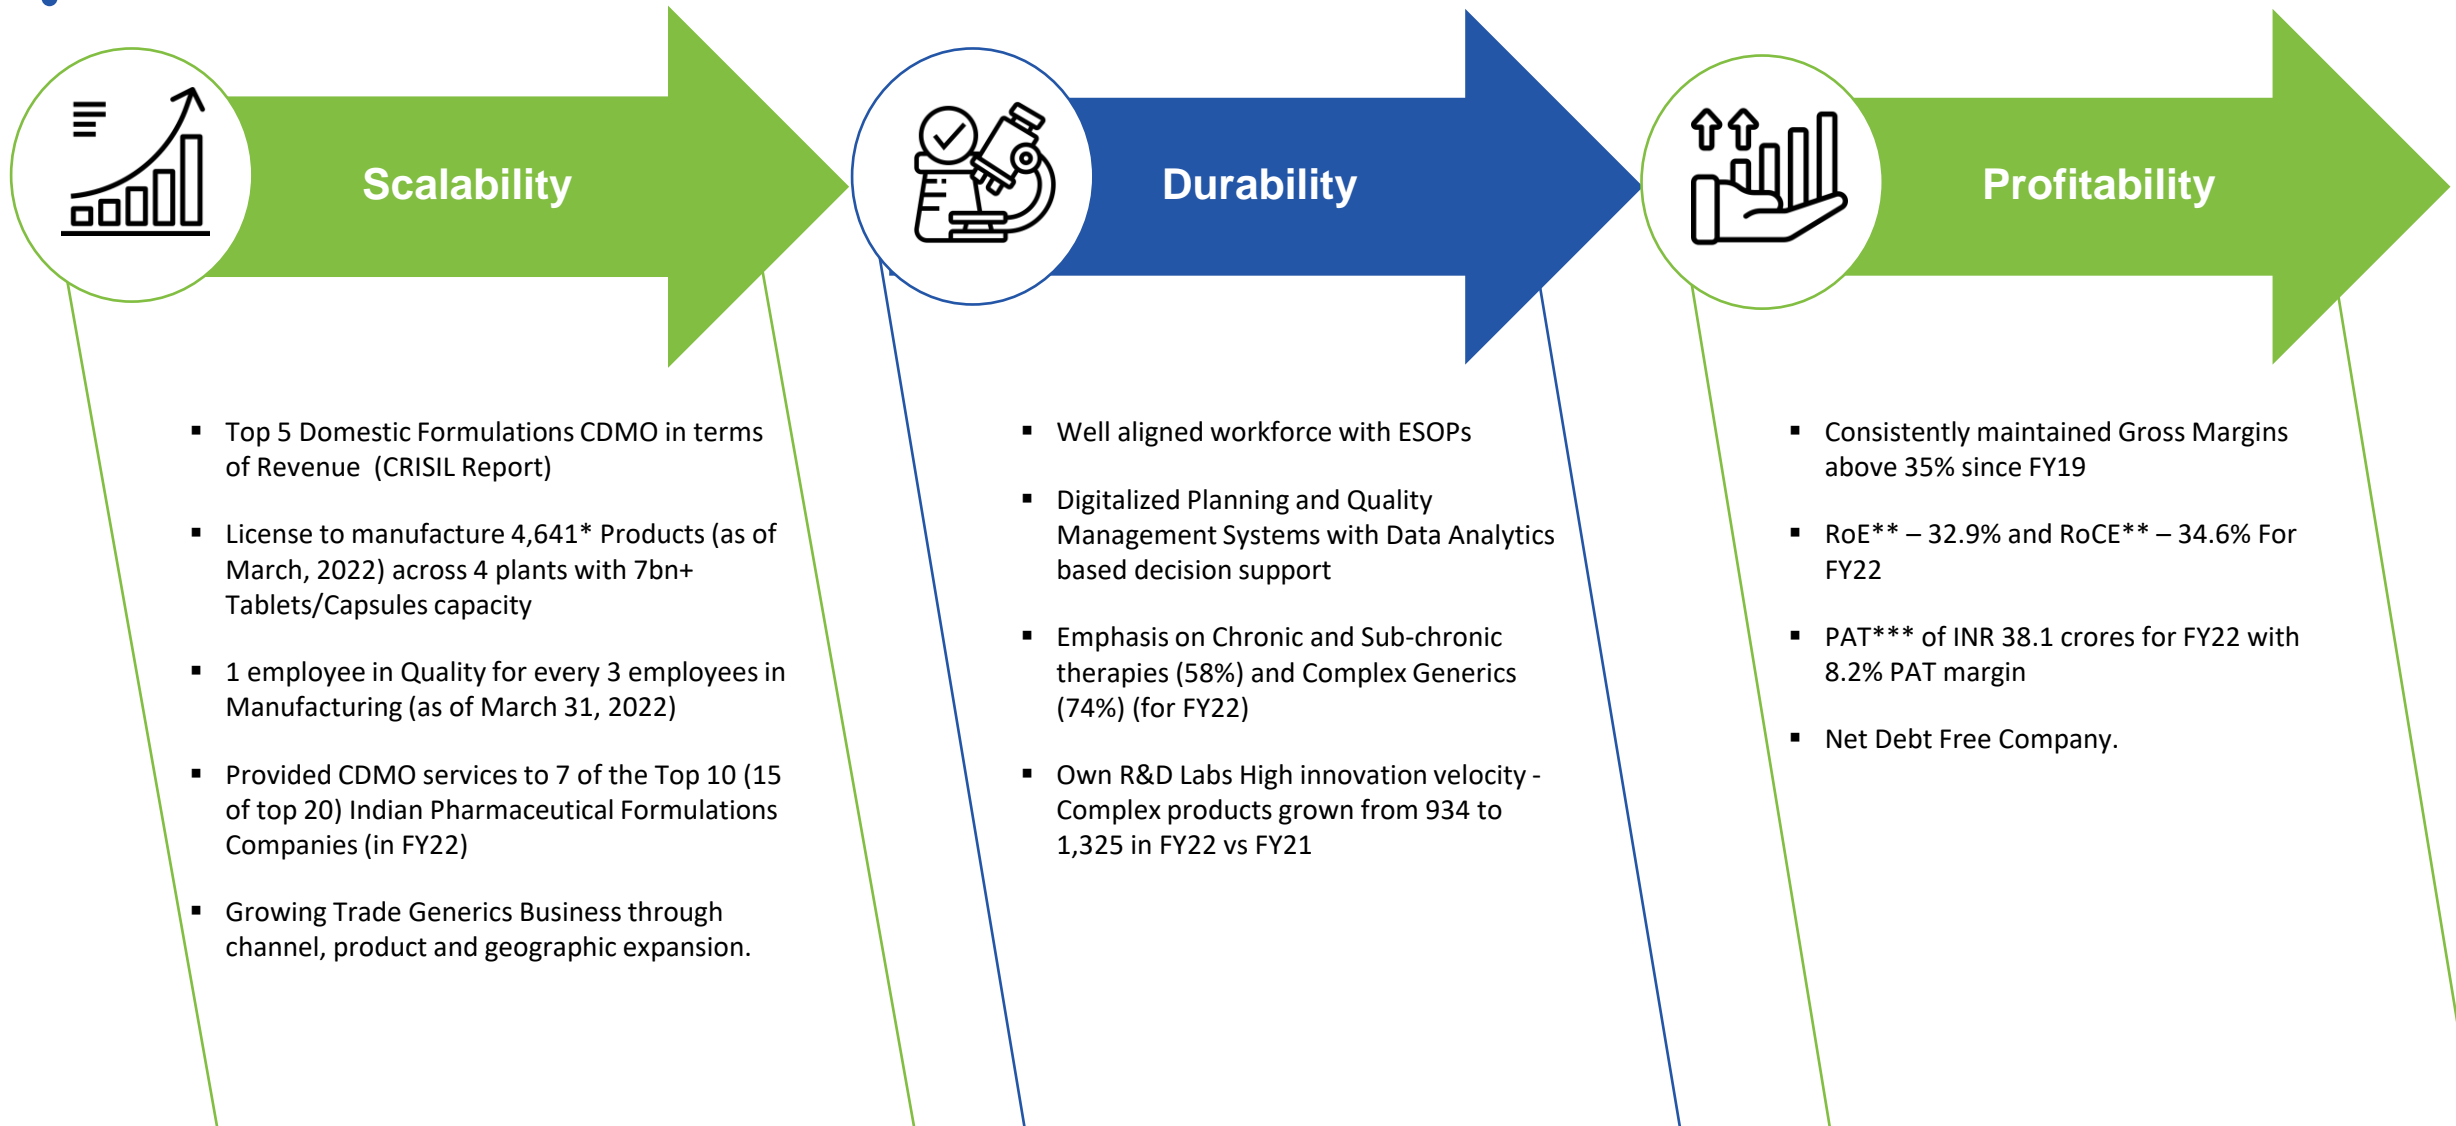 Scalability
▪ Top 5 Domestic Formulations CDMO in terms
of Revenue (CRISIL Report)
▪ License to manufacture 4,641* Products (as of
March, 2022) across 4 plants with 7bn+
Tablets/Capsules capacity
▪ 1 employee in Quality for every 3 employees in
Manufacturing (as of March 31, 2022)
▪ Provided CDMO services to 7 of the Top 10 (15
of top 20) Indian Pharmaceutical Formulations
Companies (in FY22)
▪ Growing Trade Generics Business through
channel, product and geographic expansion.
Durability
▪ Well aligned workforce with ESOPs
▪ Digitalized Planning and Quality
Management Systems with Data Analytics
based decision support
▪ Emphasis on Chronic and Sub-chronic
therapies (58%) and Complex Generics
(74%) (for FY22)
▪ Own R&D Labs High innovation velocity -
Complex products grown from 934 to
1,325 in FY22 vs FY21
Profitability
▪ Consistently maintained Gross Margins
above 35% since FY19
▪ RoE** – 32.9% and RoCE** – 34.6% For
FY22
▪ PAT*** of INR 38.1 crores for FY22 with
8.2% PAT margin
▪ Net Debt Free Company.